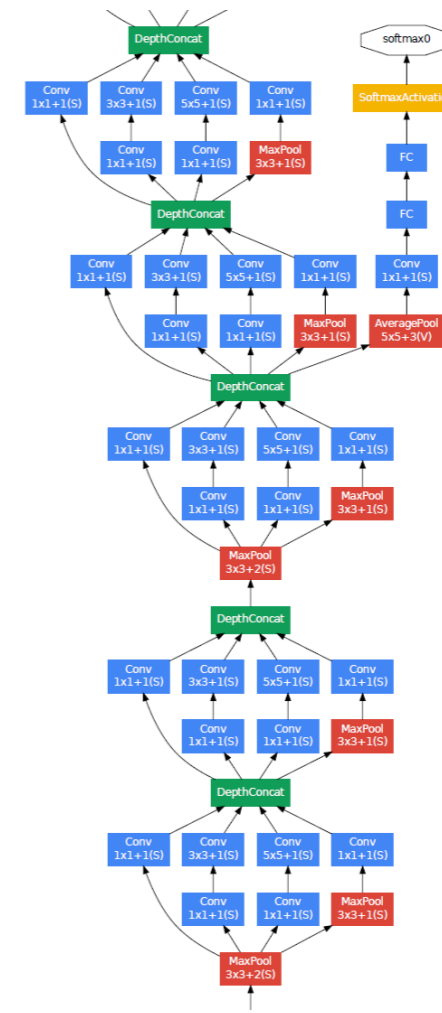 DepthConcat
softmax0
Conv
1x1+1(S)
Conv
3x3+1(S)
Conv
5x5+1(S)
Conv
1x1+1(S)
SoftmaxActivati
Conv
1x1+1(S)
Conv
1x1+1(S)
MaxPool
3x3+1(S)
FC
DepthConcat
FC
Conv
1x1+1(S)
Conv
3x3+1(S)
Conv
5x5+1(S)
Conv
1x1+1(S)
Conv
1x1+1(S)
Conv
1x1+1(S)
Conv
1x1+1(S)
MaxPool
3x3+1(S)
AveragePool
5x5+3(V)
DepthConcat
Conv
1x1+1(S)
Conv
3x3+1(S)
Conv
5x5+1(S)
Conv
1x1+1(S)
Conv
1x1+1(S)
Conv
1x1+1(S)
MaxPool
3x3+1(S)
MaxPool
3x3+2(S)
DepthConcat
Conv
1x1+1(S)
Conv
3x3+1(S)
Conv
5x5+1(S)
Conv
1x1+1(S)
Conv
1x1+1(S)
Conv
1x1+1(S)
MaxPool
3x3+1(S)
DepthConcat
Conv
1x1+1(S)
Conv
3x3+1(S)
Conv
5x5+1(S)
Conv
1x1+1(S)
Conv
1x1+1(S)
Conv
1x1+1(S)
MaxPool
3x3+1(S)
MaxPool
3x3+2(S)